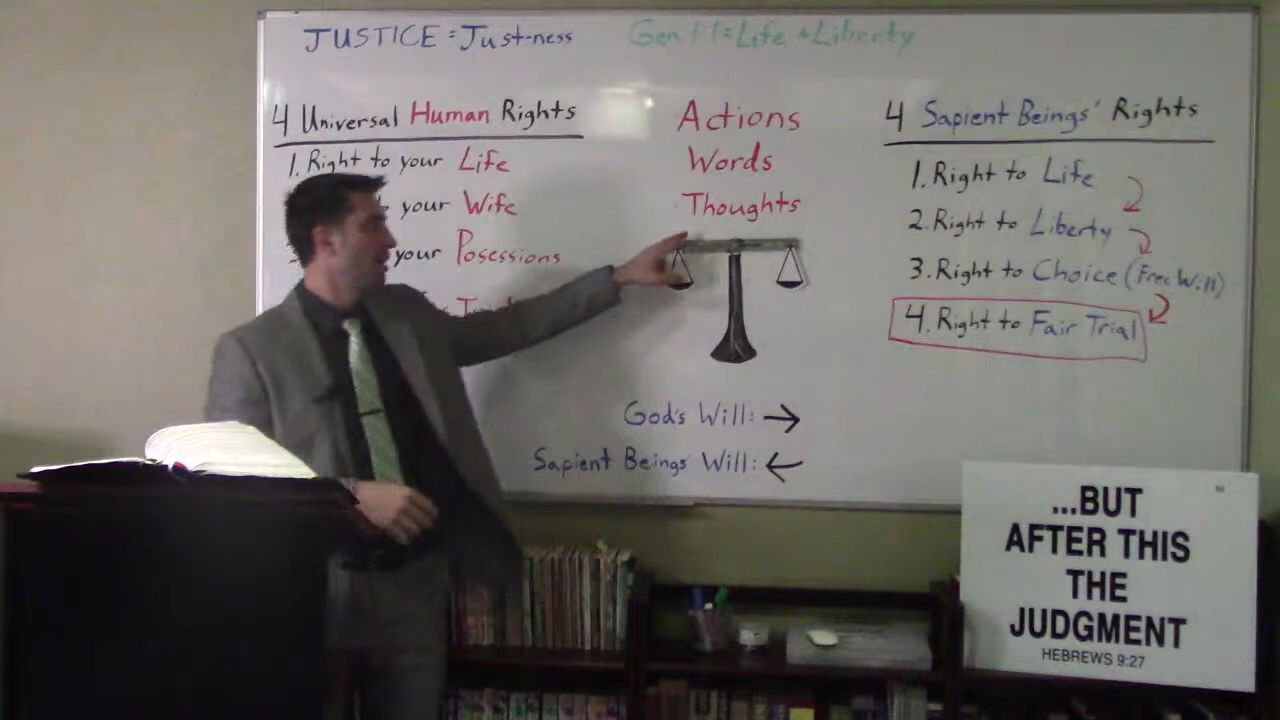 JUSTICE = Just-ness
Gen 1:1 = Life & Liberty
4 Universal Human Rights
1. Right to your Life
your Wife
your Posessions
Actions
Words
Thoughts
4 Sapient Beings' Rights
1. Right to Life
2. Right to Liberty
3. Right to Choice (Free Will)
4. Right to Fair Trial
God's Will: →
Sapient Beings' Will: ←
...BUT
AFTER THIS
THE
JUDGMENT
HEBREWS 9:27